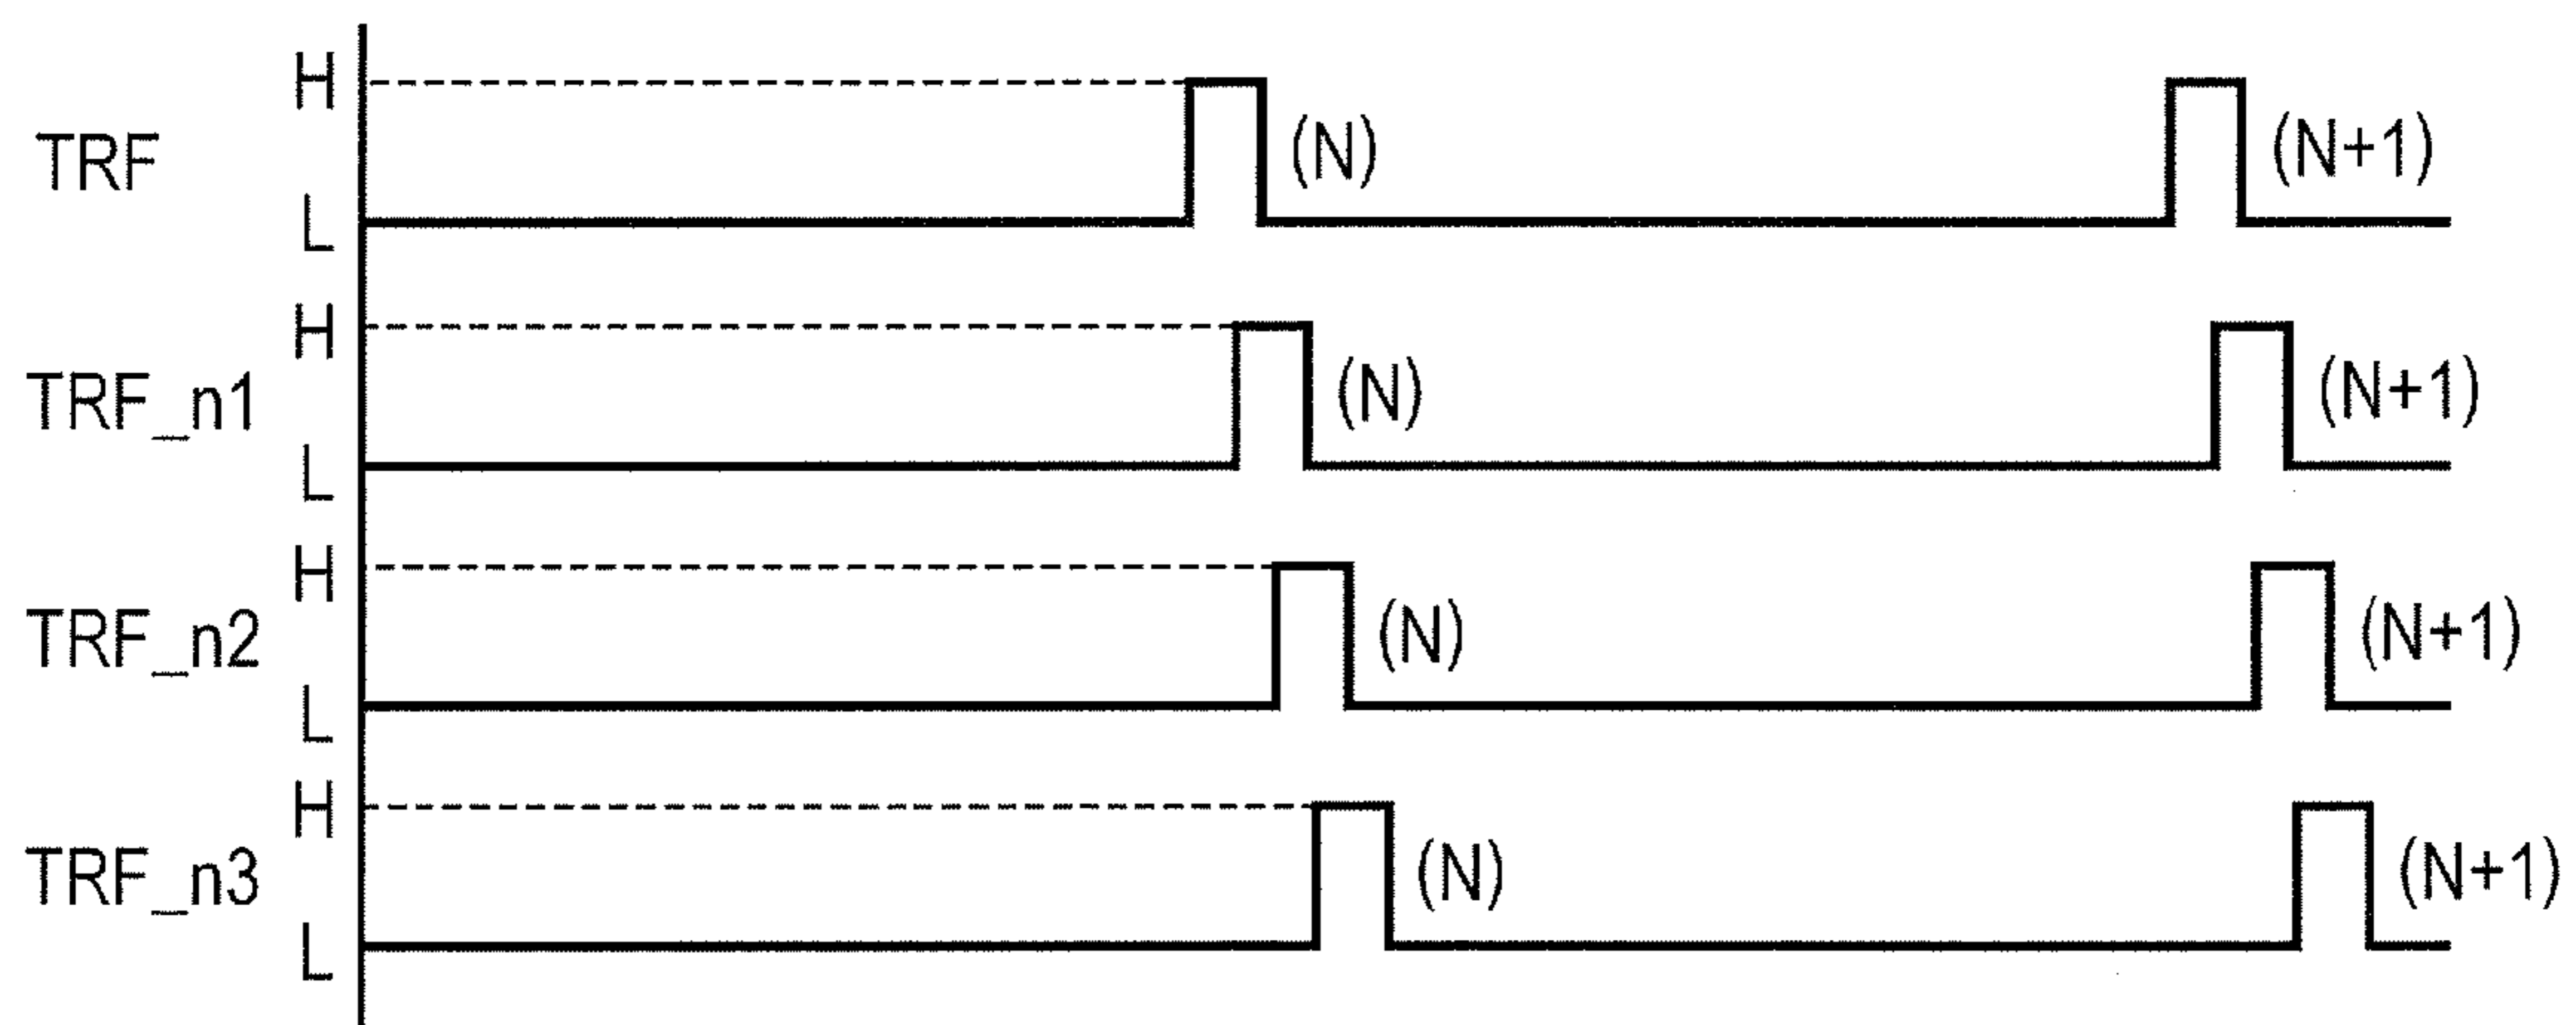 H
TRF (N) (N+1)
L
H
TRF_n1 (N) (N+1)
L
H
TRF_n2 (N) (N+1)
L
H
TRF_n3 (N) (N+1)
L